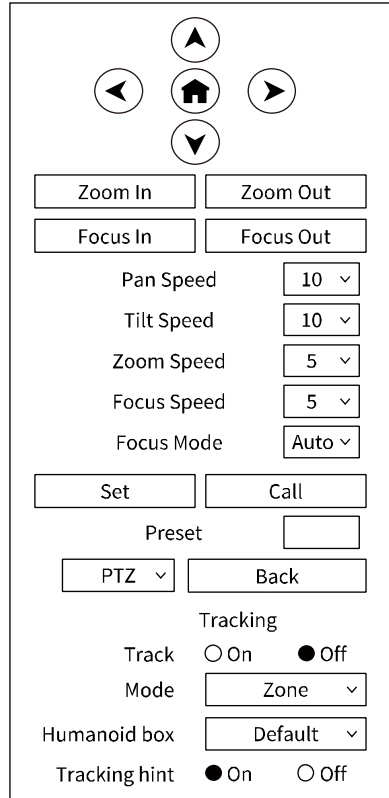 Zoom In Zoom Out
Focus In Focus Out
Pan Speed 10
Tilt Speed 10
Zoom Speed 5
Focus Speed 5
Focus Mode Auto
Set Call
Preset
PTZ Back
Tracking
Track On Off
Mode Zone
Humanoid box Default
Tracking hint On Off